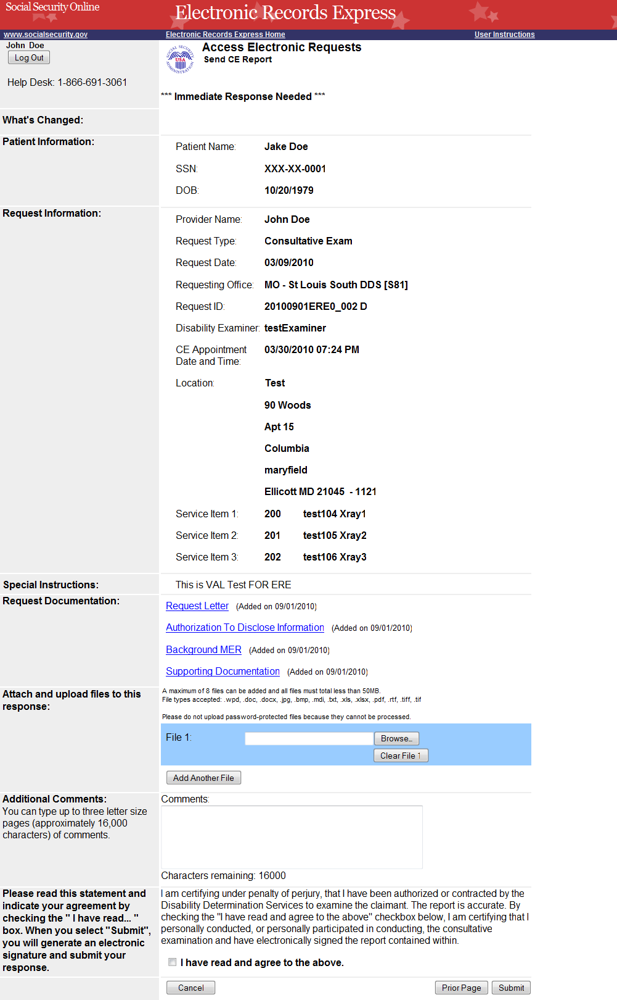 Social Security Online
Electronic Records Express
www.socialsecurity.gov
Electronic Records Express Home
User Instructions
John Doe
Log Out
Help Desk: 1-866-691-3061
SOCIAL SECURITY ADMINISTRATION
USA
Access Electronic Requests
Send CE Report
*** Immediate Response Needed ***
What's Changed:
Patient Information:
Patient Name: Jake Doe
SSN: XXX-XX-0001
DOB: 10/20/1979
Request Information:
Provider Name: John Doe
Request Type: Consultative Exam
Request Date: 03/09/2010
Requesting Office: MO - St Louis South DDS [S81]
Request ID: 20100901ERE0_002 D
Disability Examiner: testExaminer
CE Appointment 03/30/2010 07:24 PM
Date and Time:
Location: Test
90 Woods
Apt 15
Columbia
maryfield
Ellicott MD 21045 - 1121
Service Item 1: 200 test104 Xray1
Service Item 2: 201 test105 Xray2
Service Item 3: 202 test106 Xray3
Special Instructions: This is VAL Test FOR ERE
Request Documentation:
Request Letter (Added on 09/01/2010)
Authorization To Disclose Information (Added on 09/01/2010)
Background MER (Added on 09/01/2010)
Supporting Documentation (Added on 09/01/2010)
Attach and upload files to this
response:
A maximum of 8 files can be added and all files must total less than 50MB.
File types accepted: .wpd, .doc, .docx, .jpg, .bmp, .mdi, .txt, .xls, .xlsx, .pdf, .rtf, .tiff, .tif
Please do not upload password-protected files because they cannot be processed.
File 1: Browse...
Clear File 1
Add Another File
Additional Comments:
You can type up to three letter size
pages (approximately 16,000
characters) of comments.
Comments:
Characters remaining: 16000
Please read this statement and
indicate your agreement by
checking the " I have read... "
box. When you select "Submit",
you will generate an electronic
signature and submit your
response.
I am certifying under penalty of perjury, that I have been authorized or contracted by the
Disability Determination Services to examine the claimant. The report is accurate. By
checking the "I have read and agree to the above" checkbox below, I am certifying that I
personally conducted, or personally participated in conducting, the consultative
examination and have electronically signed the report contained within.
I have read and agree to the above.
Cancel
Prior Page
Submit